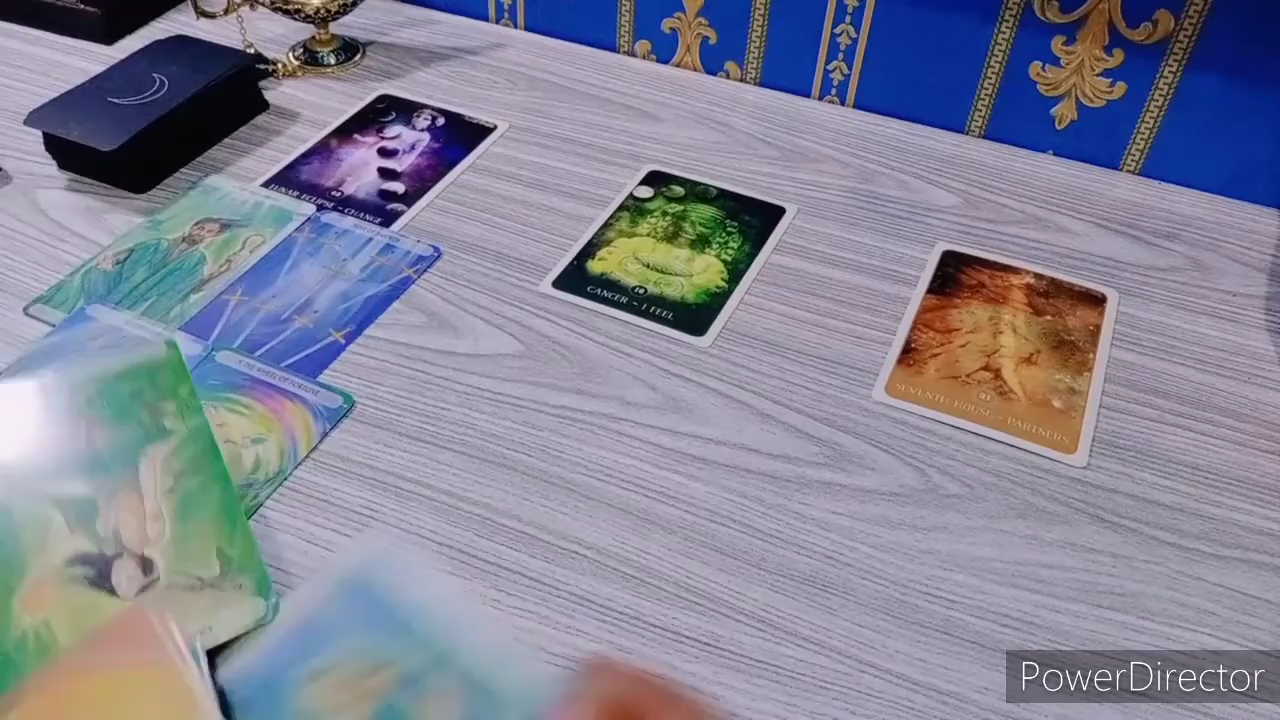 LUNAR ECLIPSE ~ CHANGE
CANCER ~ I FEEL
SEVENTH HOUSE ~ PARTNERS
X THE WHEEL OF FORTUNE
PowerDirector